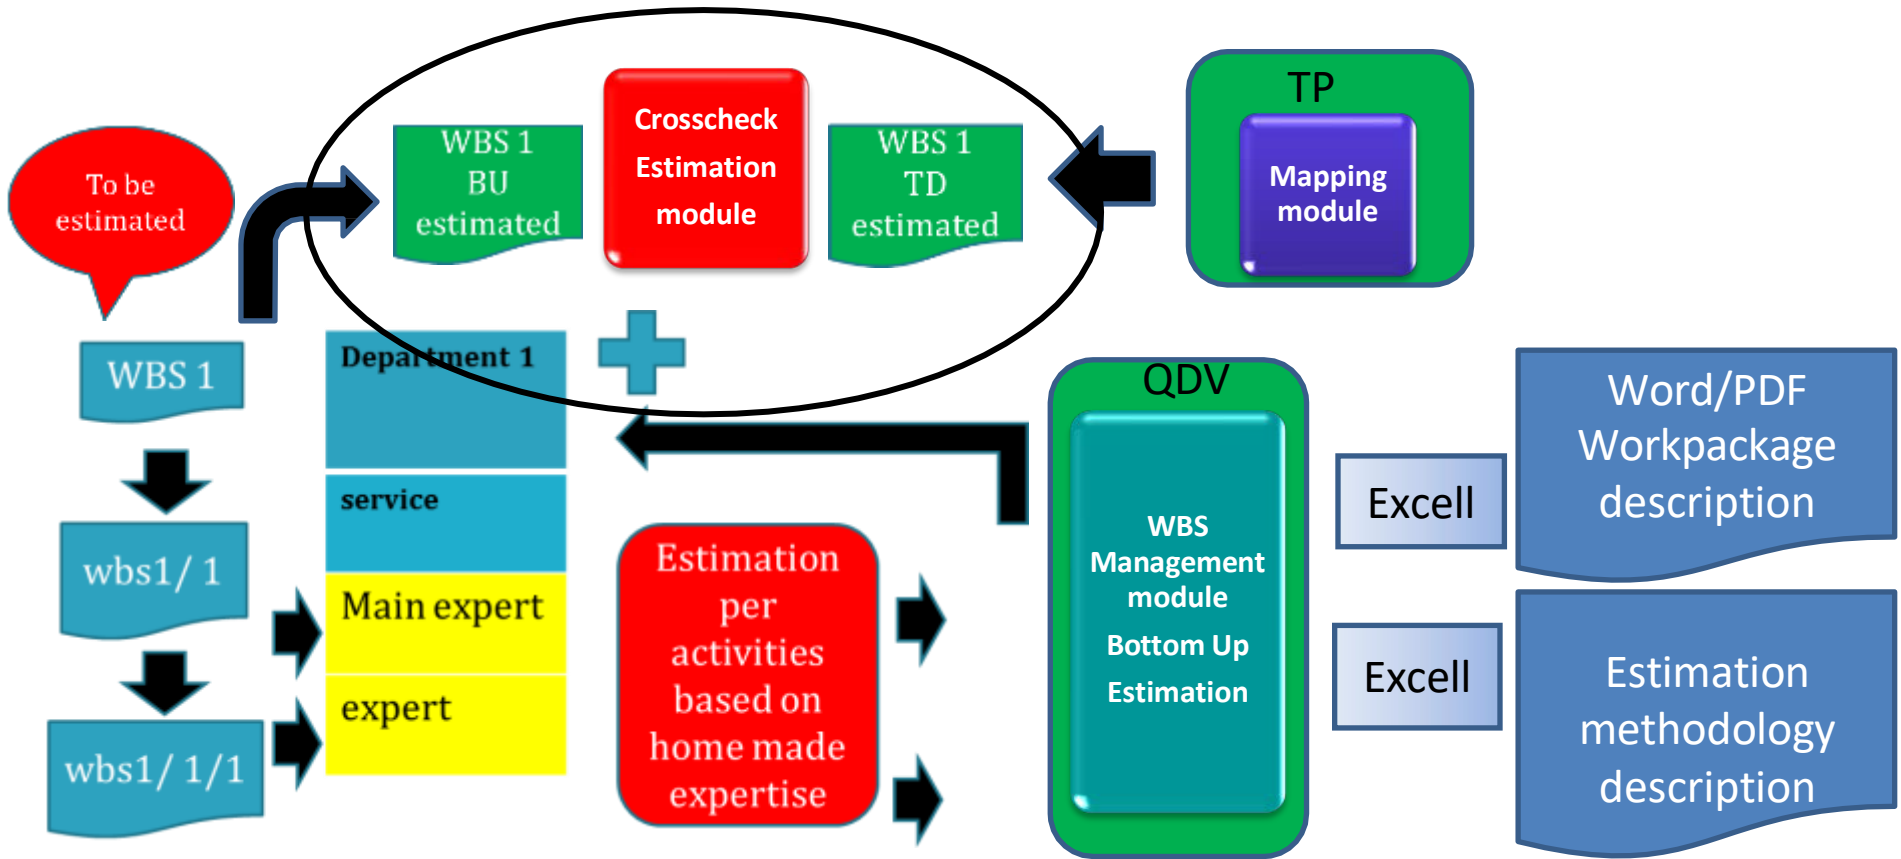 To be
estimated
WBS 1
BU
estimated
Crosscheck
Estimation
module
WBS 1
TD
estimated
TP
Mapping
module
WBS 1
wbs1/ 1
wbs1/ 1/1
Department 1
service
Main expert
expert
Estimation
per
activities
based on
home made
expertise
QDV
WBS
Management
module
Bottom Up
Estimation
Excell
Excell
Word/PDF
Workpackage
description
Estimation
methodology
description